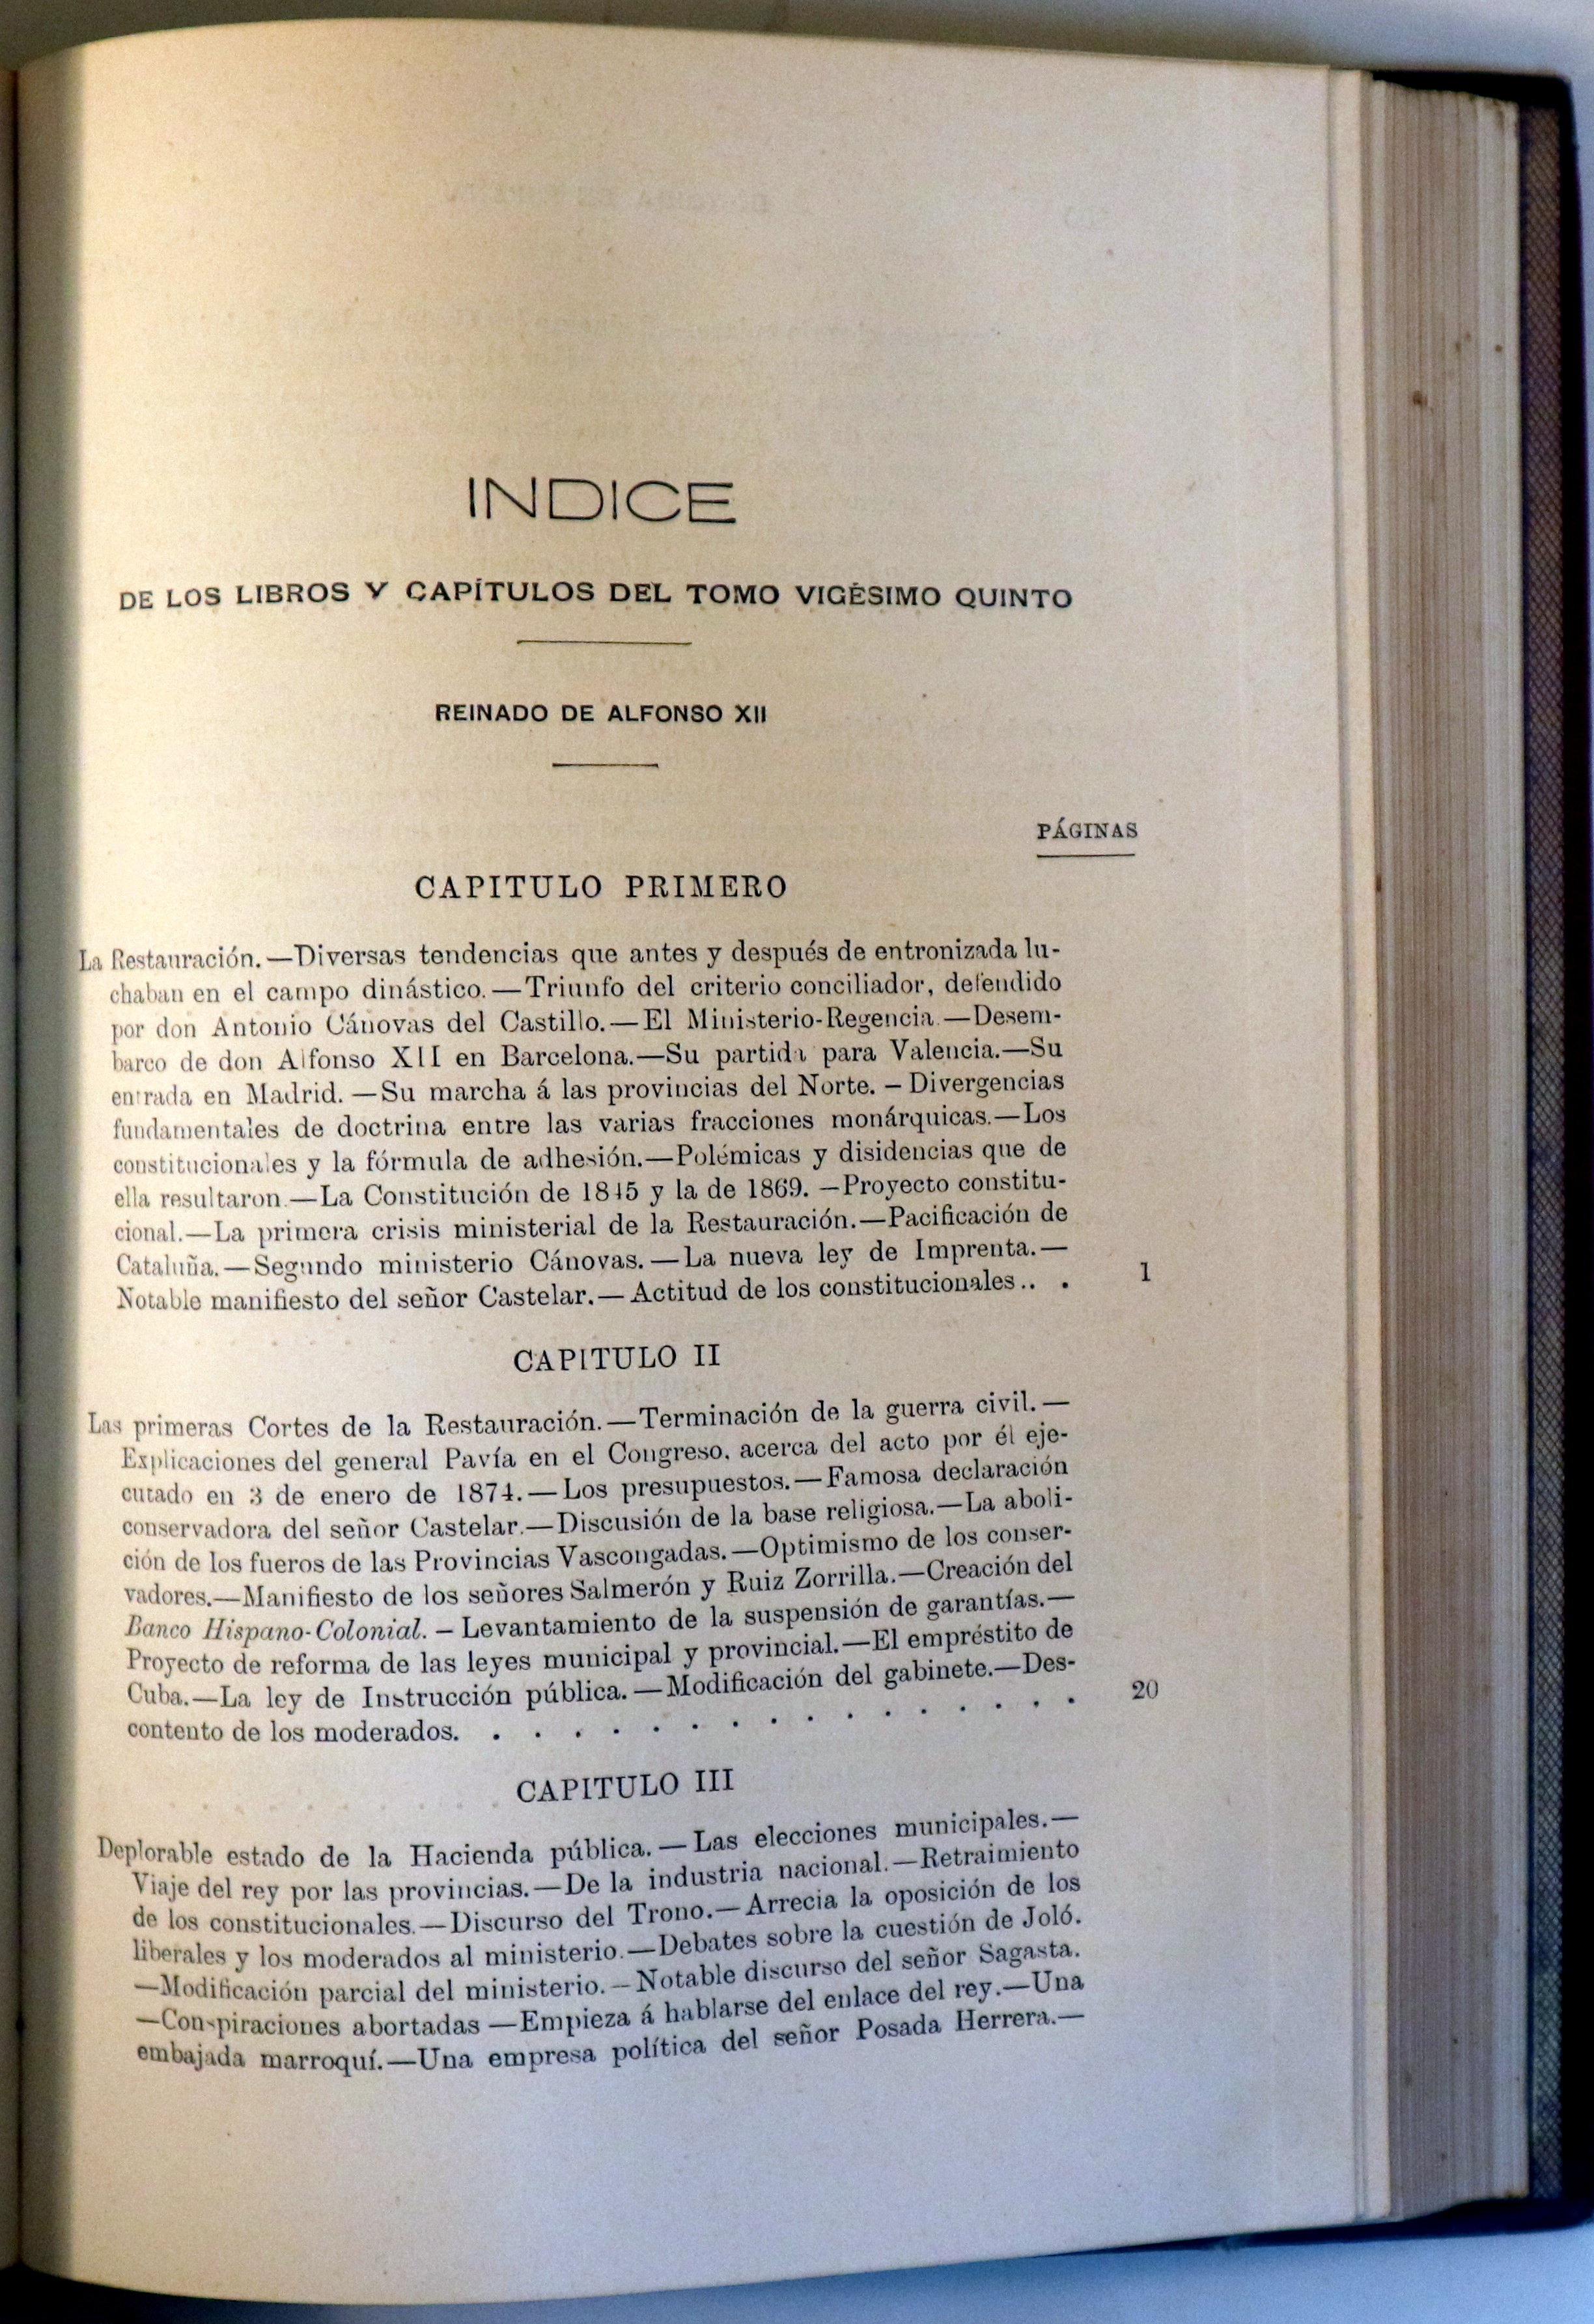 INDICE
DE LOS LIBROS Y CAPÍTULOS DEL TOMO VIGÉSIMO QUINTO
REINADO DE ALFONSO XII
PÁGINAS
CAPITULO PRIMERO
La Restauración.—Diversas tendencias que antes y después de entronizada lu-
chaban en el campo dinástico.—Triunfo del criterio conciliador, defendido
por don Antonio Cánovas del Castillo.—El Ministerio-Regencia.—Desem-
barco de don Alfonso XII en Barcelona.—Su partida para Valencia.—Su
entrada en Madrid.—Su marcha á las provincias del Norte.–Divergencias
fundamentales de doctrina entre las varias fracciones monárquicas.—Los
constitucionales y la fórmula de adhesión.—Polémicas y disidencias que de
ella resultaron.—La Constitución de 1845 y la de 1869.—Proyecto constitu-
cional.—La primera crisis ministerial de la Restauración.—Pacificación de
Cataluña.—Segundo ministerio Cánovas.—La nueva ley de Imprenta.—
Notable manifiesto del señor Castelar.—Actitud de los constitucionales.. . 1
CAPITULO II
Las primeras Cortes de la Restauración.—Terminación de la guerra civil.—
Explicaciones del general Pavía en el Congreso, acerca del acto por él eje-
cutado en 3 de enero de 1874.—Los presupuestos.—Famosa declaración
conservadora del señor Castelar.—Discusión de la base religiosa.—La aboli-
ción de los fueros de las Provincias Vascongadas.—Optimismo de los conser-
vadores.—Manifiesto de los señores Salmerón y Ruiz Zorrilla.—Creación del
Banco Hispano-Colonial.–Levantamiento de la suspensión de garantías.—
Proyecto de reforma de las leyes municipal y provincial.—El empréstito de
Cuba.—La ley de Instrucción pública.—Modificación del gabinete.—Des-
contento de los moderados. . . . . . . . . . . . . . . . . 20
CAPITULO III
Deplorable estado de la Hacienda pública.—Las elecciones municipales.—
Viaje del rey por las provincias.—De la industria nacional.—Retraimiento
de los constitucionales.—Discurso del Trono.—Arrecia la oposición de los
liberales y los moderados al ministerio.—Debates sobre la cuestión de Joló.
—Modificación parcial del ministerio.–Notable discurso del señor Sagasta.
—Conspiraciones abortadas—Empieza á hablarse del enlace del rey.—Una
embajada marroquí.—Una empresa política del señor Posada Herrera.—